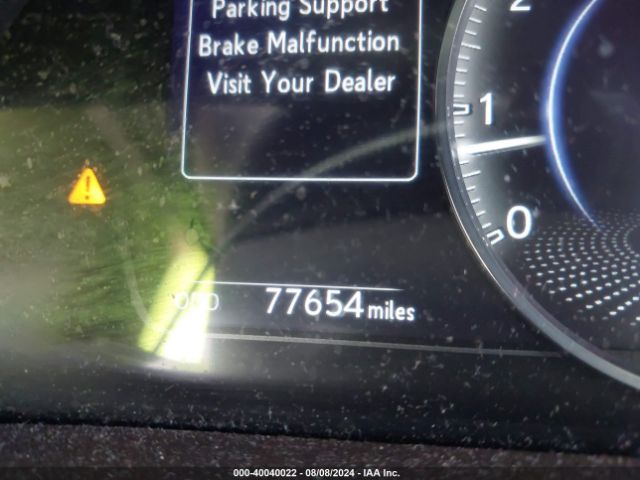 Parking Support
Brake Malfunction
Visit Your Dealer
2
1
0
ODO 77654 miles
000-40040022 - 08/08/2024 - IAA Inc.